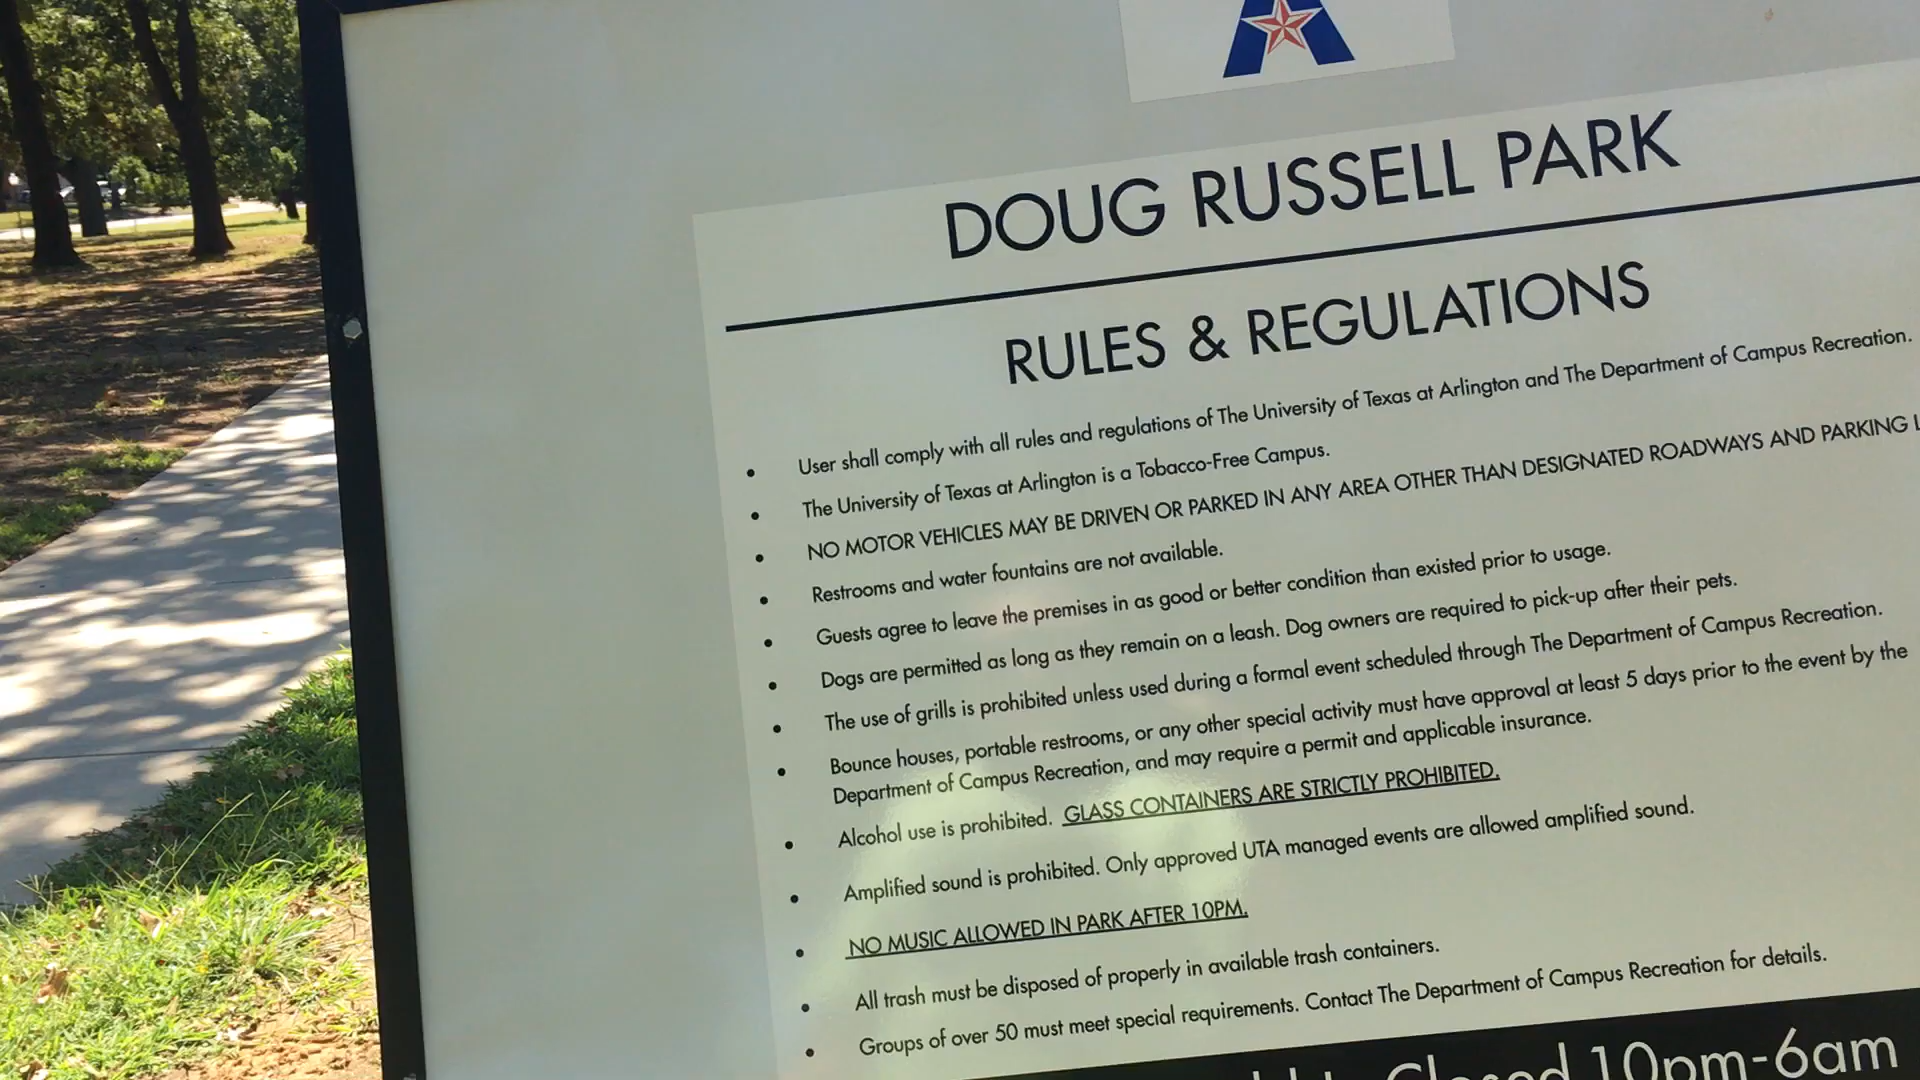 DOUG RUSSELL PARK
RULES & REGULATIONS
• User shall comply with all rules and regulations of The University of Texas at Arlington and The Department of Campus Recreation.
• The University of Texas at Arlington is a Tobacco-Free Campus.
• NO MOTOR VEHICLES MAY BE DRIVEN OR PARKED IN ANY AREA OTHER THAN DESIGNATED ROADWAYS AND PARKING
• Restrooms and water fountains are not available.
• Guests agree to leave the premises in as good or better condition than existed prior to usage.
• Dogs are permitted as long as they remain on a leash. Dog owners are required to pick-up after their pets.
• The use of grills is prohibited unless used during a formal event scheduled through The Department of Campus Recreation.
• Bounce houses, portable restrooms, or any other special activity must have approval at least 5 days prior to the event by the
Department of Campus Recreation, and may require a permit and applicable insurance.
• Alcohol use is prohibited. GLASS CONTAINERS ARE STRICTLY PROHIBITED.
• Amplified sound is prohibited. Only approved UTA managed events are allowed amplified sound.
• NO MUSIC ALLOWED IN PARK AFTER 10PM.
• All trash must be disposed of properly in available trash containers.
• Groups of over 50 must meet special requirements. Contact The Department of Campus Recreation for details.
Closed 10pm-6am